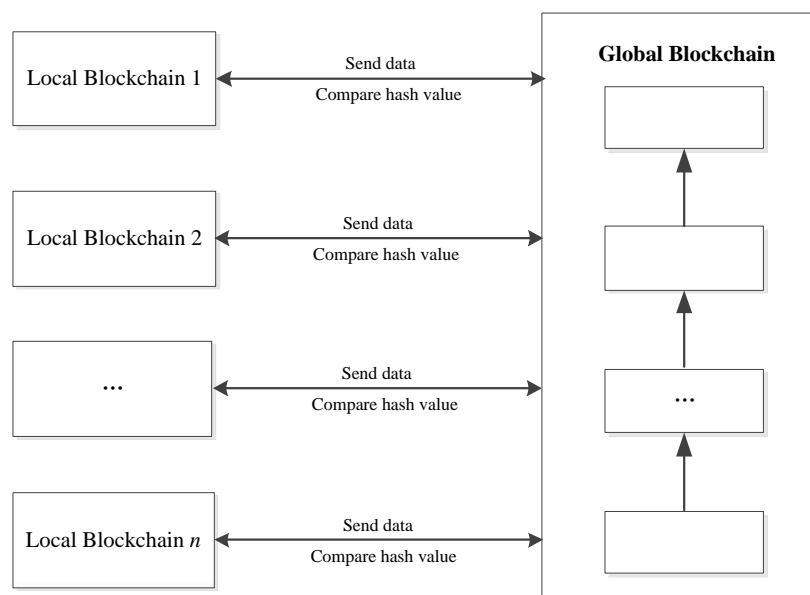 Global Blockchain
Local Blockchain 1
Send data
Compare hash value
Local Blockchain 2
Send data
Compare hash value
...
Send data
Compare hash value
...
Local Blockchain n
Send data
Compare hash value